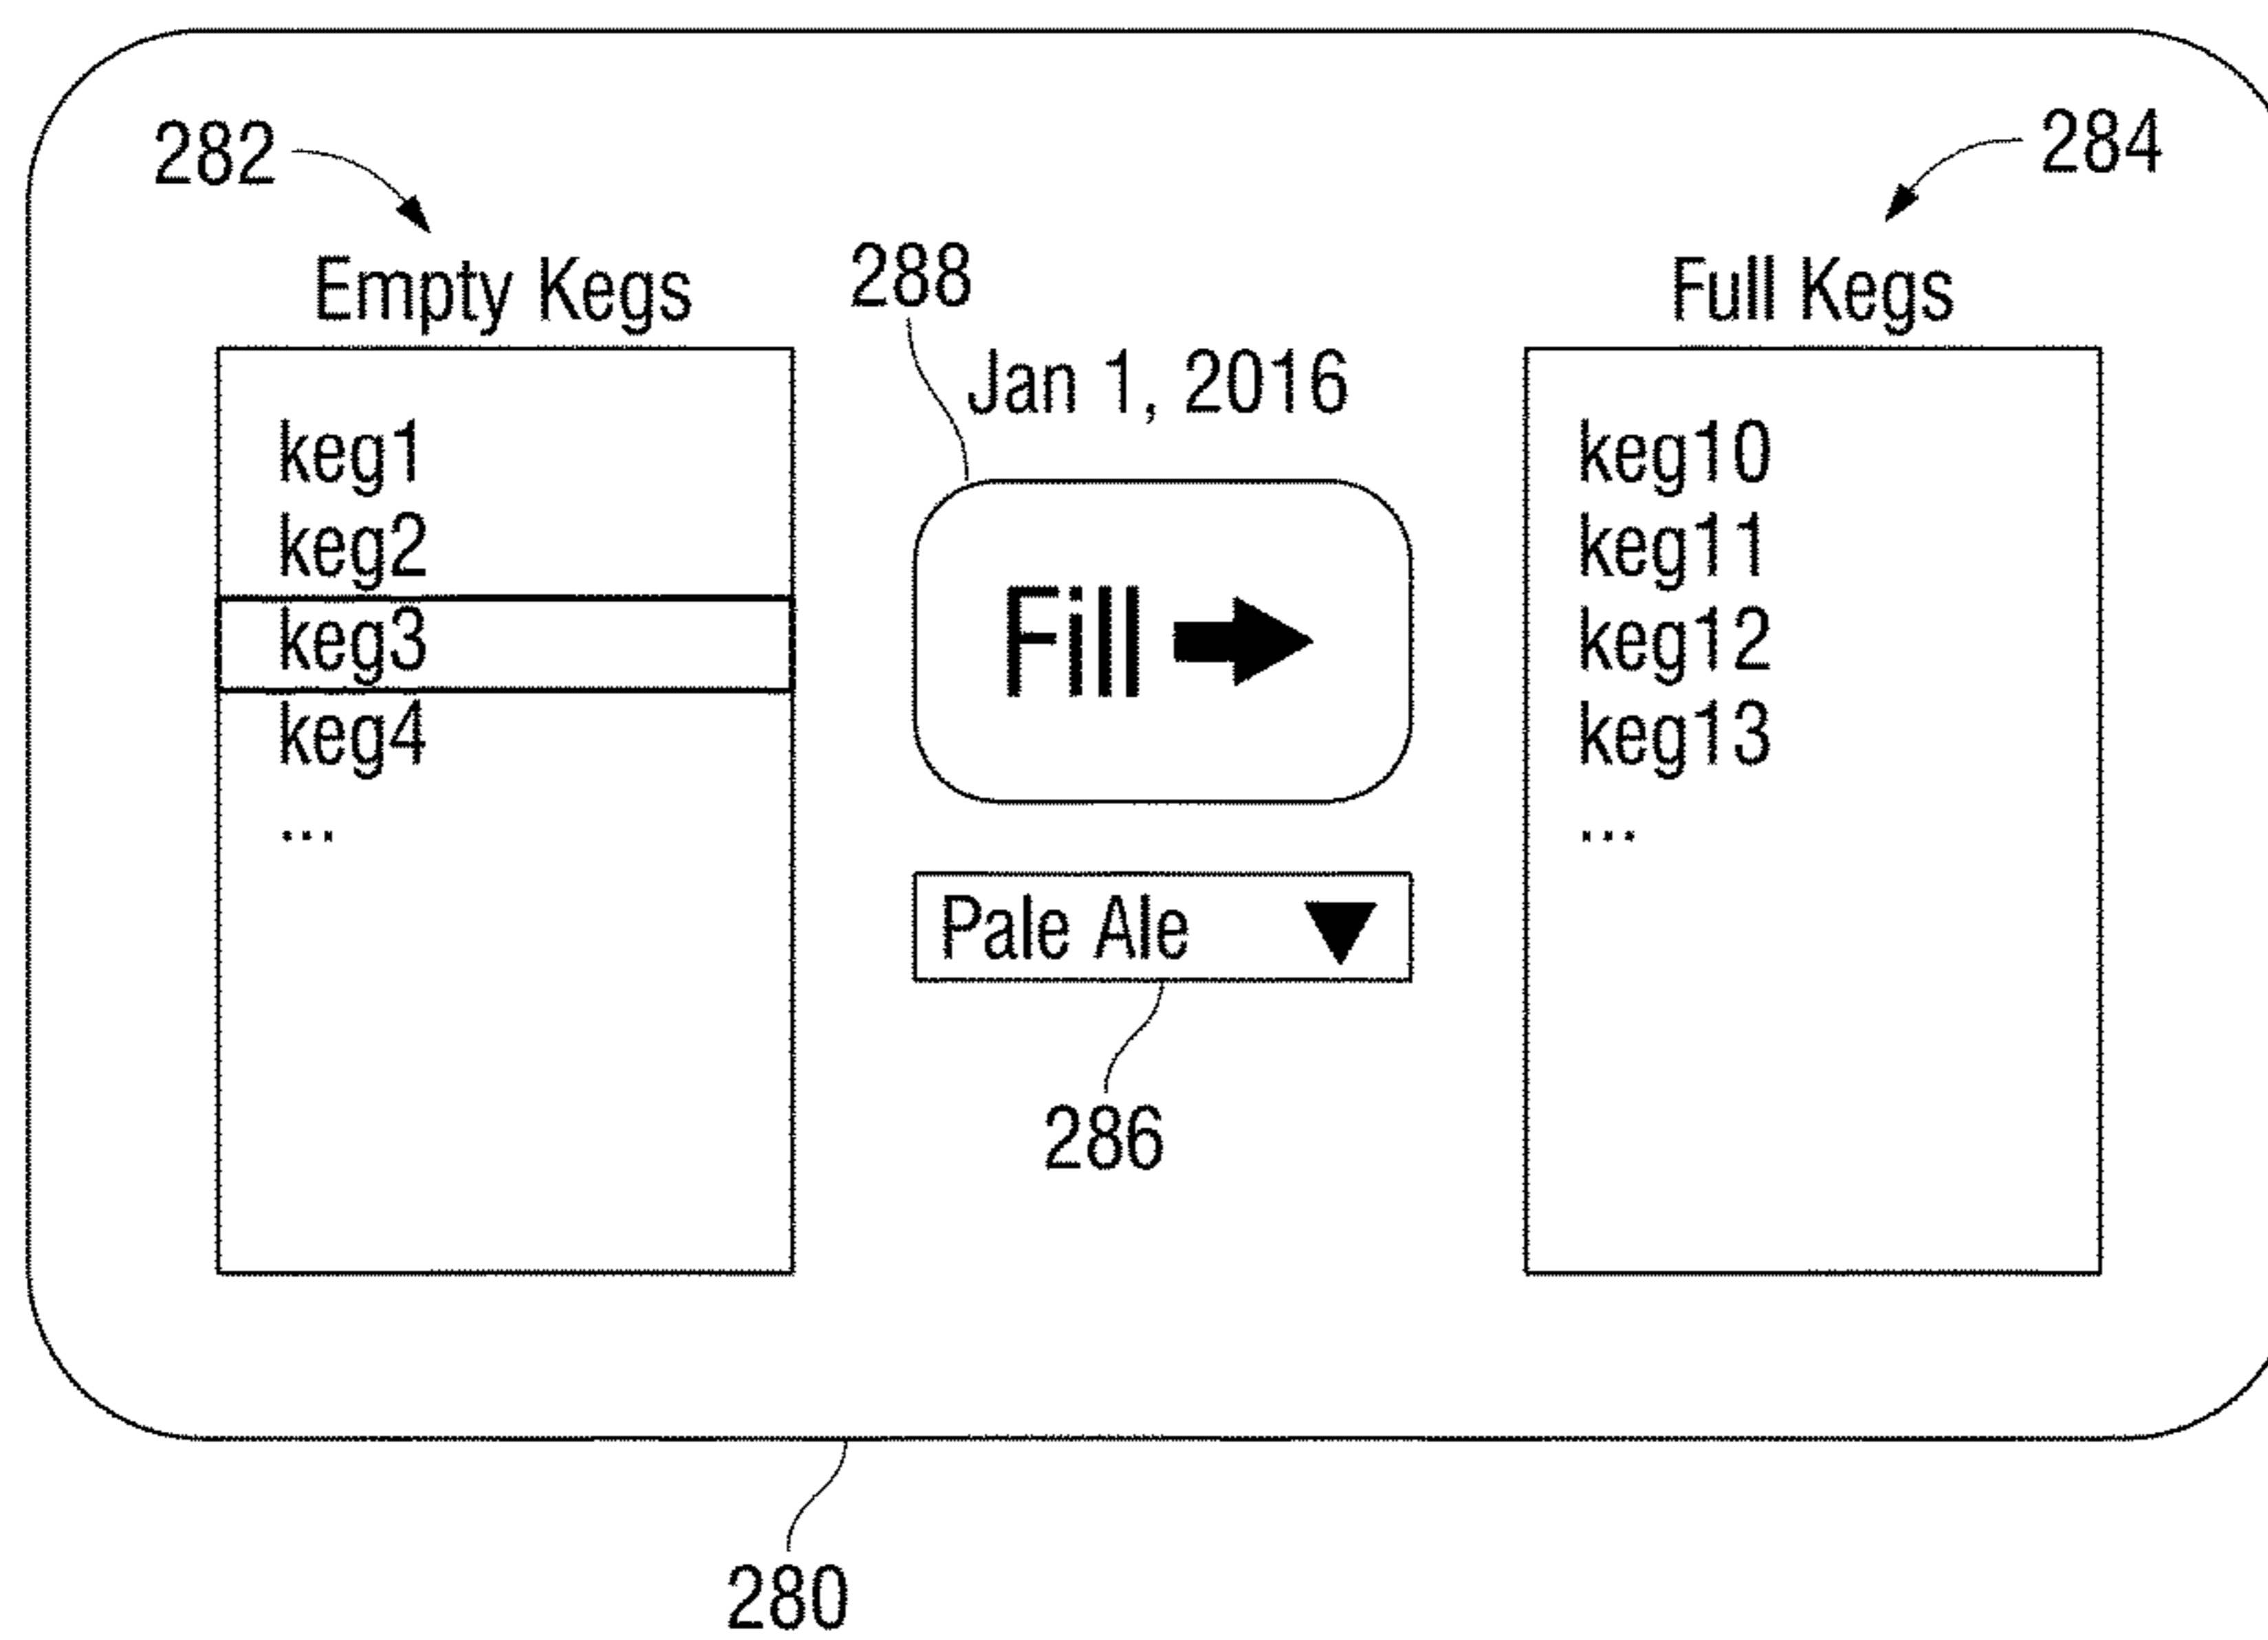 282
284
Empty Kegs
288
Full Kegs
Jan 1, 2016
keg1
keg2
keg3
keg4
...
Fill
Pale Ale
286
keg10
keg11
keg12
keg13
...
280